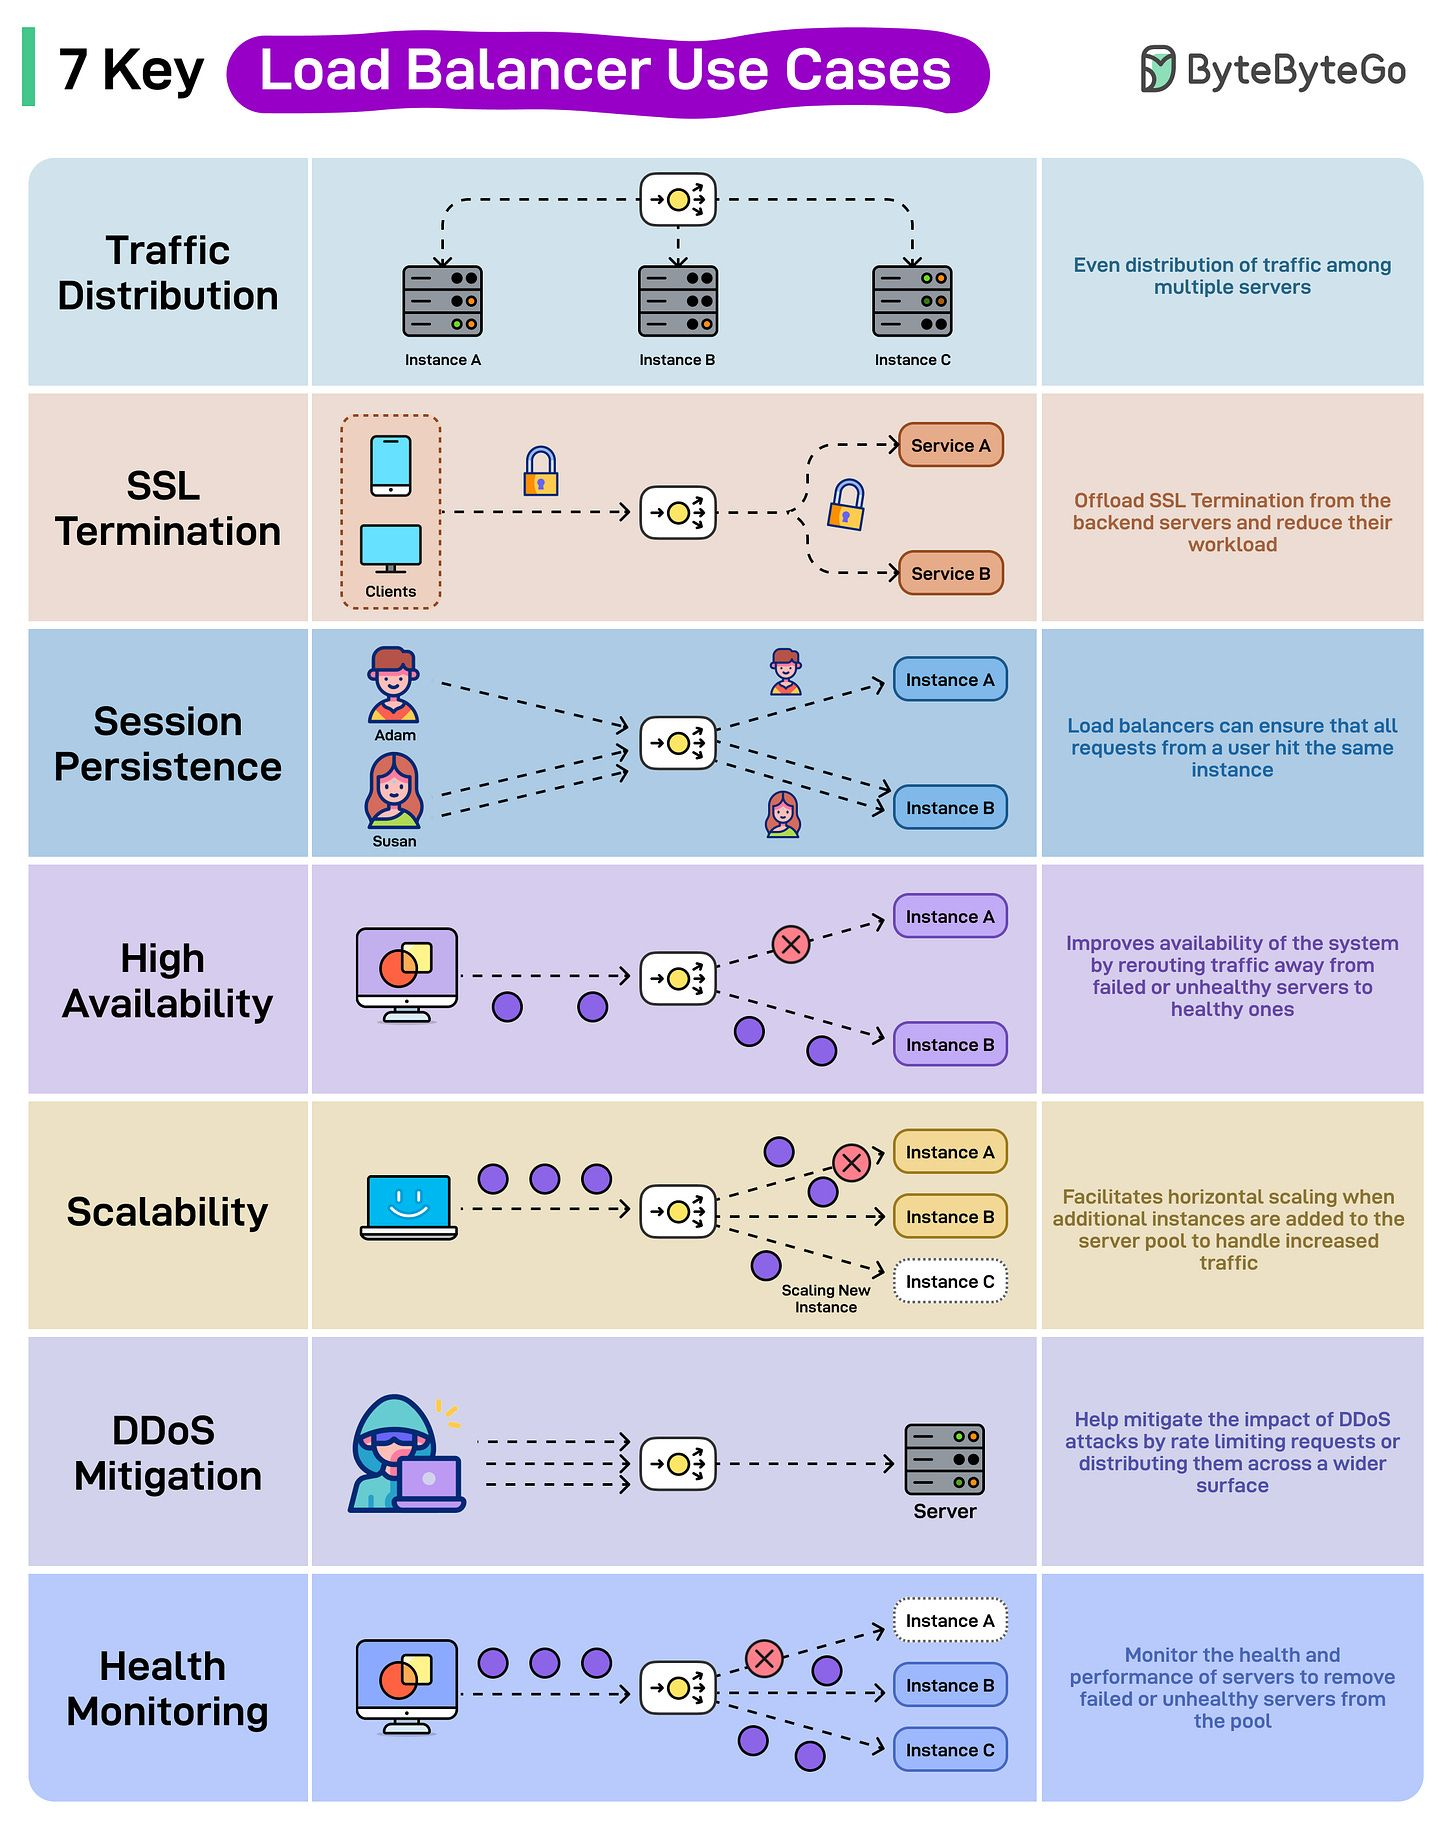 7 Key Load Balancer Use Cases
ByteByteGo
Traffic
Distribution
Instance A
Instance B
Instance C
Even distribution of traffic among
multiple servers
SSL
Termination
Clients
Service A
Service B
Offload SSL Termination from the
backend servers and reduce their
workload
Session
Persistence
Adam
Susan
Instance A
Instance B
Load balancers can ensure that all
requests from a user hit the same
instance
High
Availability
Instance A
Instance B
Improves availability of the system
by rerouting traffic away from
failed or unhealthy servers to
healthy ones
Scalability
Instance A
Instance B
Instance C
Scaling New
Instance
Facilitates horizontal scaling when
additional instances are added to the
server pool to handle increased
traffic
DDoS
Mitigation
Server
Help mitigate the impact of DDoS
attacks by rate limiting requests or
distributing them across a wider
surface
Health
Monitoring
Instance A
Instance B
Instance C
Monitor the health and
performance of servers to remove
failed or unhealthy servers from
the pool